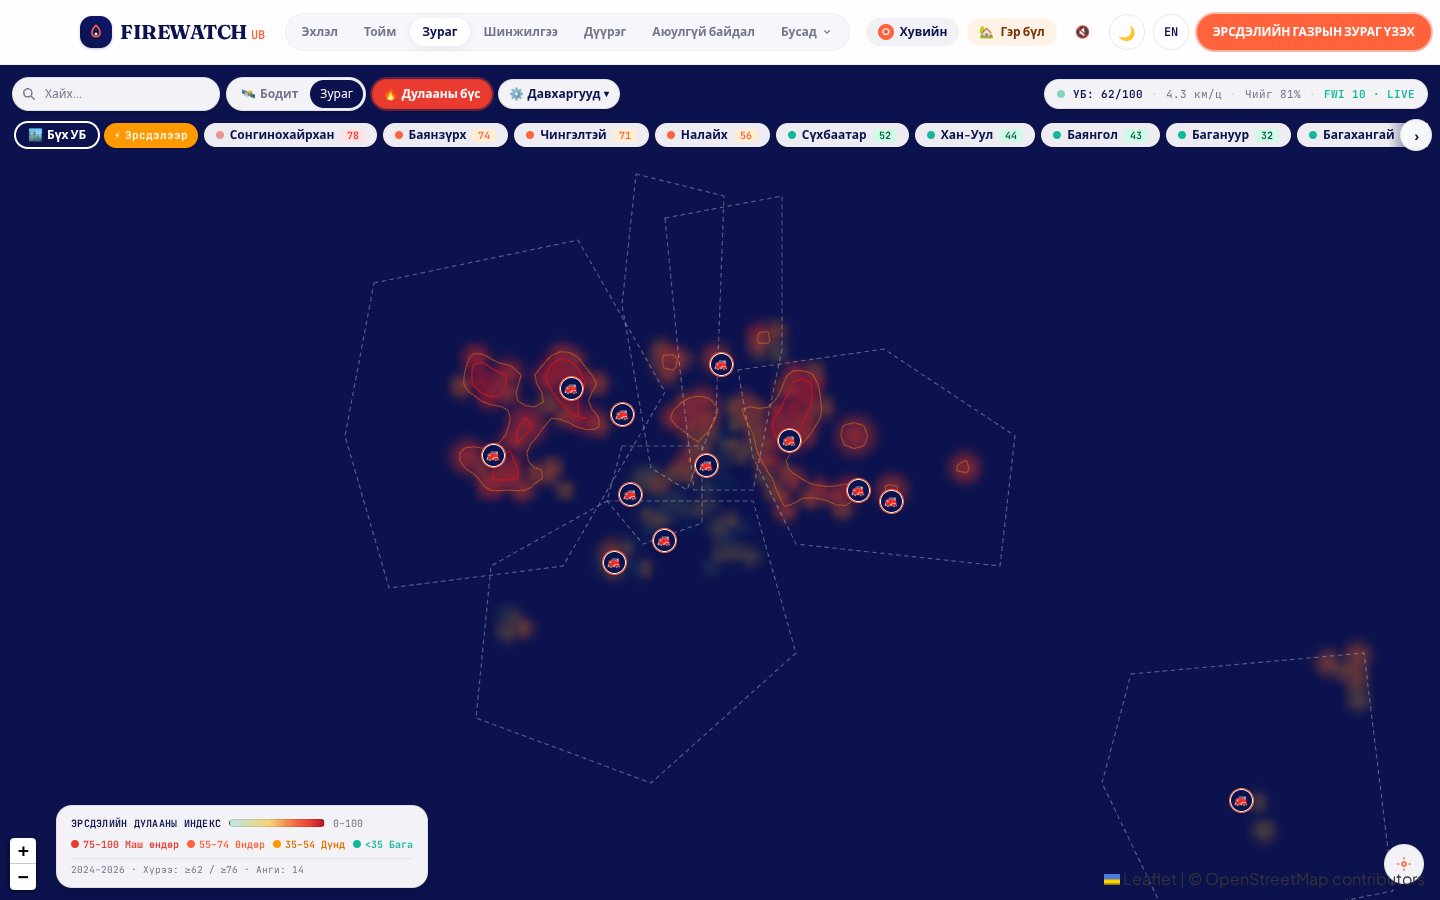 FIREWATCH UB
Эхлэл Тойм Зураг Шинжилгээ Дүүрэг Аюулгүй байдал Бусад
Хувийн Гэр бүл EN ЭРСДЭЛИЙН ГАЗРЫН ЗУРАГ ҮЗЭХ
Хайх... Бодит Зураг Дулааны бүс Давхаргууд ▾
УБ: 62/100 · 4.3 км/ц · Чийг 81% · FWI 10 · LIVE
Бүх УБ ⚡ Эрсдэлээр Сонгинохайрхан 78 Баянзүрх 74 Чингэлтэй 71 Налайх 56 Сүхбаатар 52 Хан-Уул 44 Баянгол 43 Багануур 32 Багахангай ›
ЭРСДЭЛИЙН ДУЛААНЫ ИНДЕКС 0–100
75–100 Маш өндөр 55–74 Өндөр 35–54 Дунд <35 Бага
2024–2026 · Хүрээ: ≥62 / ≥76 · Анги: 14
+
−
Leaflet | © OpenStreetMap contributors